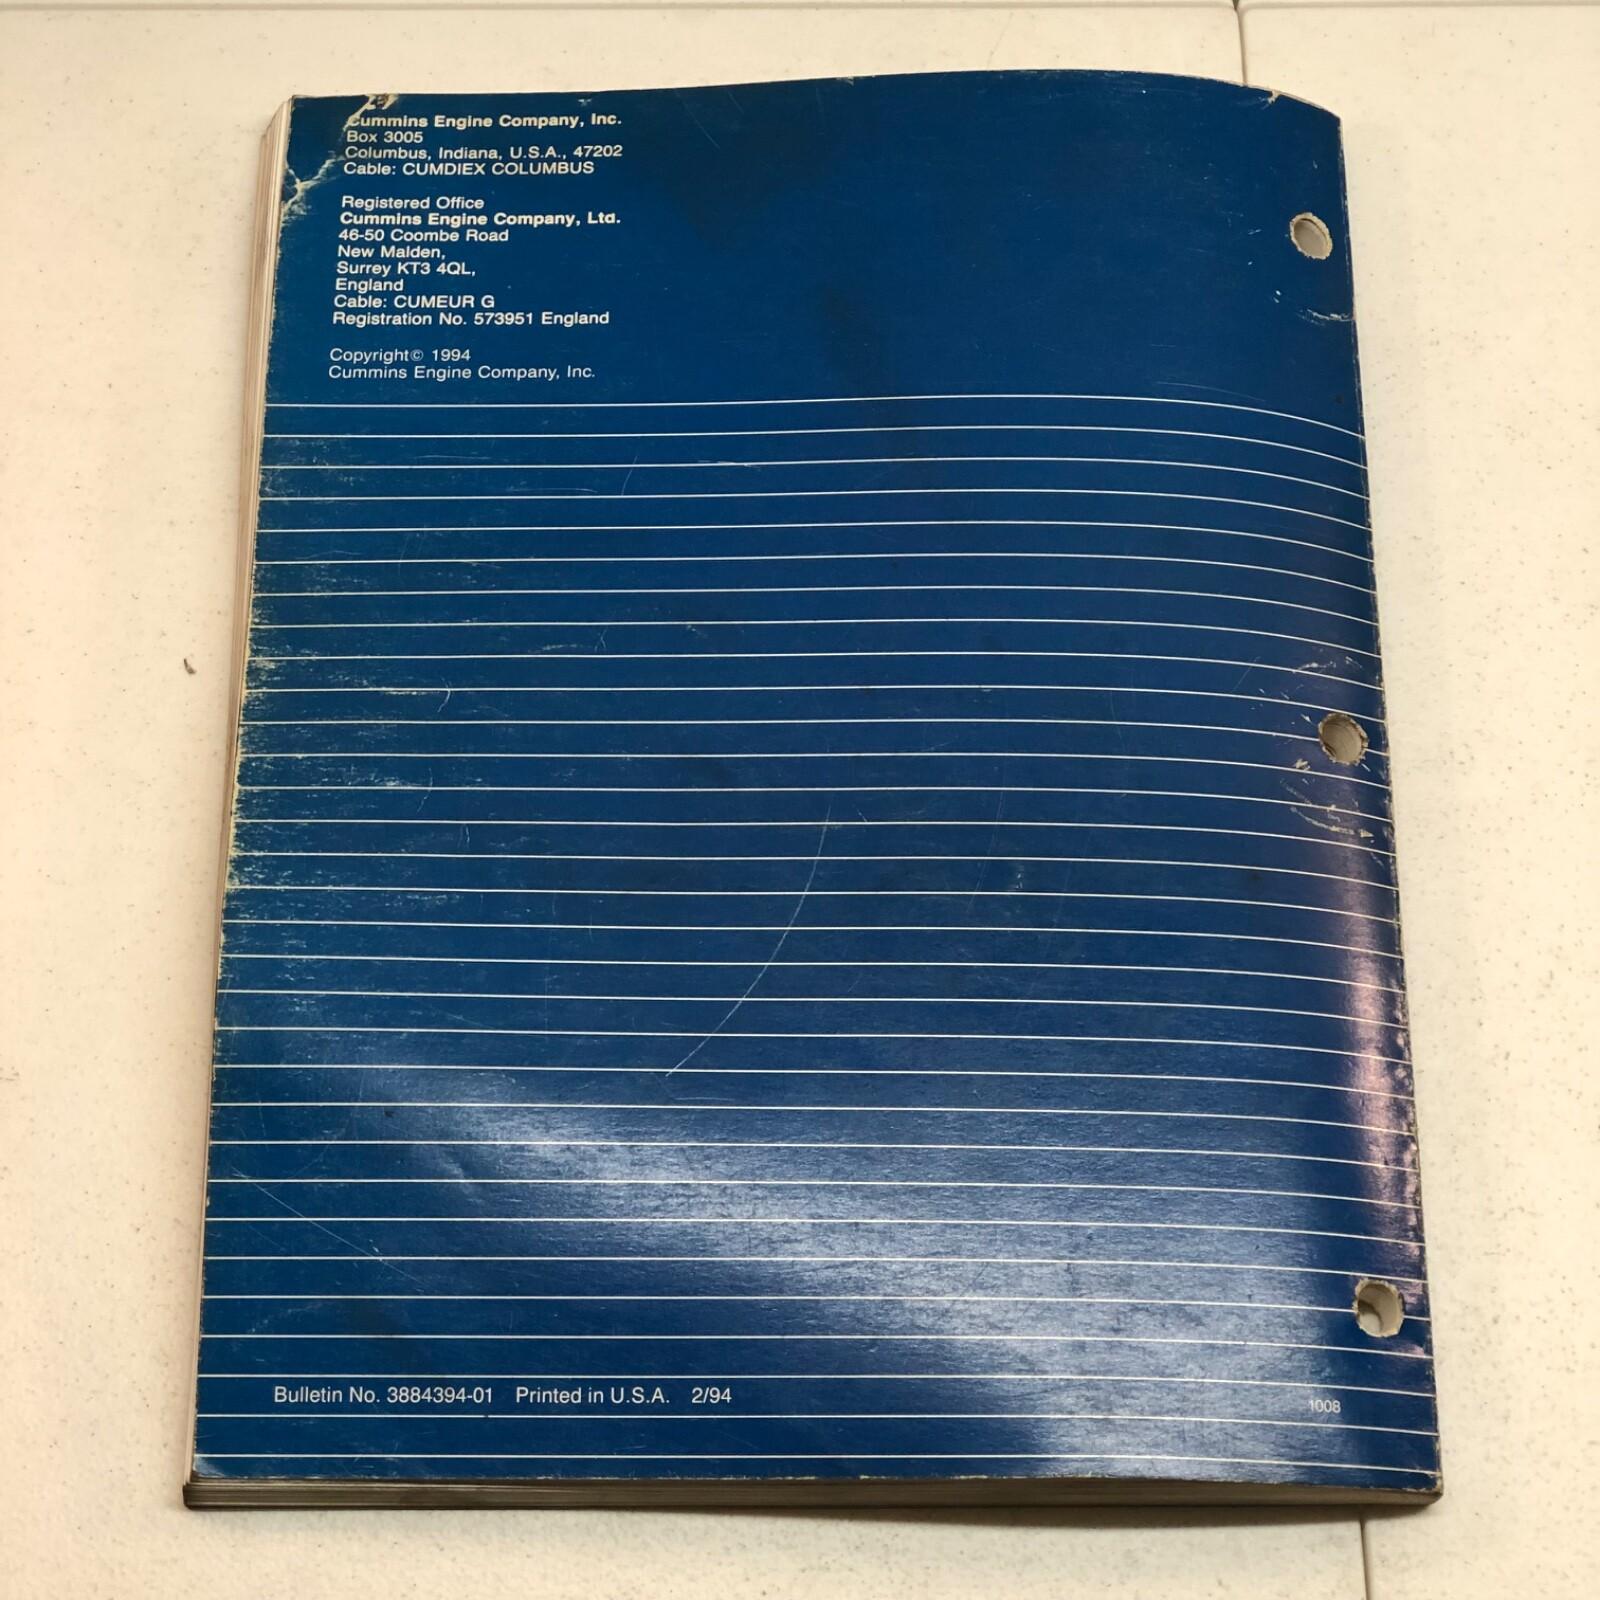 Cummins Engine Company, Inc.
Box 3005
Columbus, Indiana, U.S.A., 47202
Cable: CUMDIEX COLUMBUS
Registered Office
Cummins Engine Company, Ltd.
46-50 Coombe Road
New Malden,
Surrey KT3 4QL,
England
Cable: CUMEUR G
Registration No. 573951 England
Copyright© 1994
Cummins Engine Company, Inc.
Bulletin No. 3884394-01 Printed in U.S.A. 2/94
1008